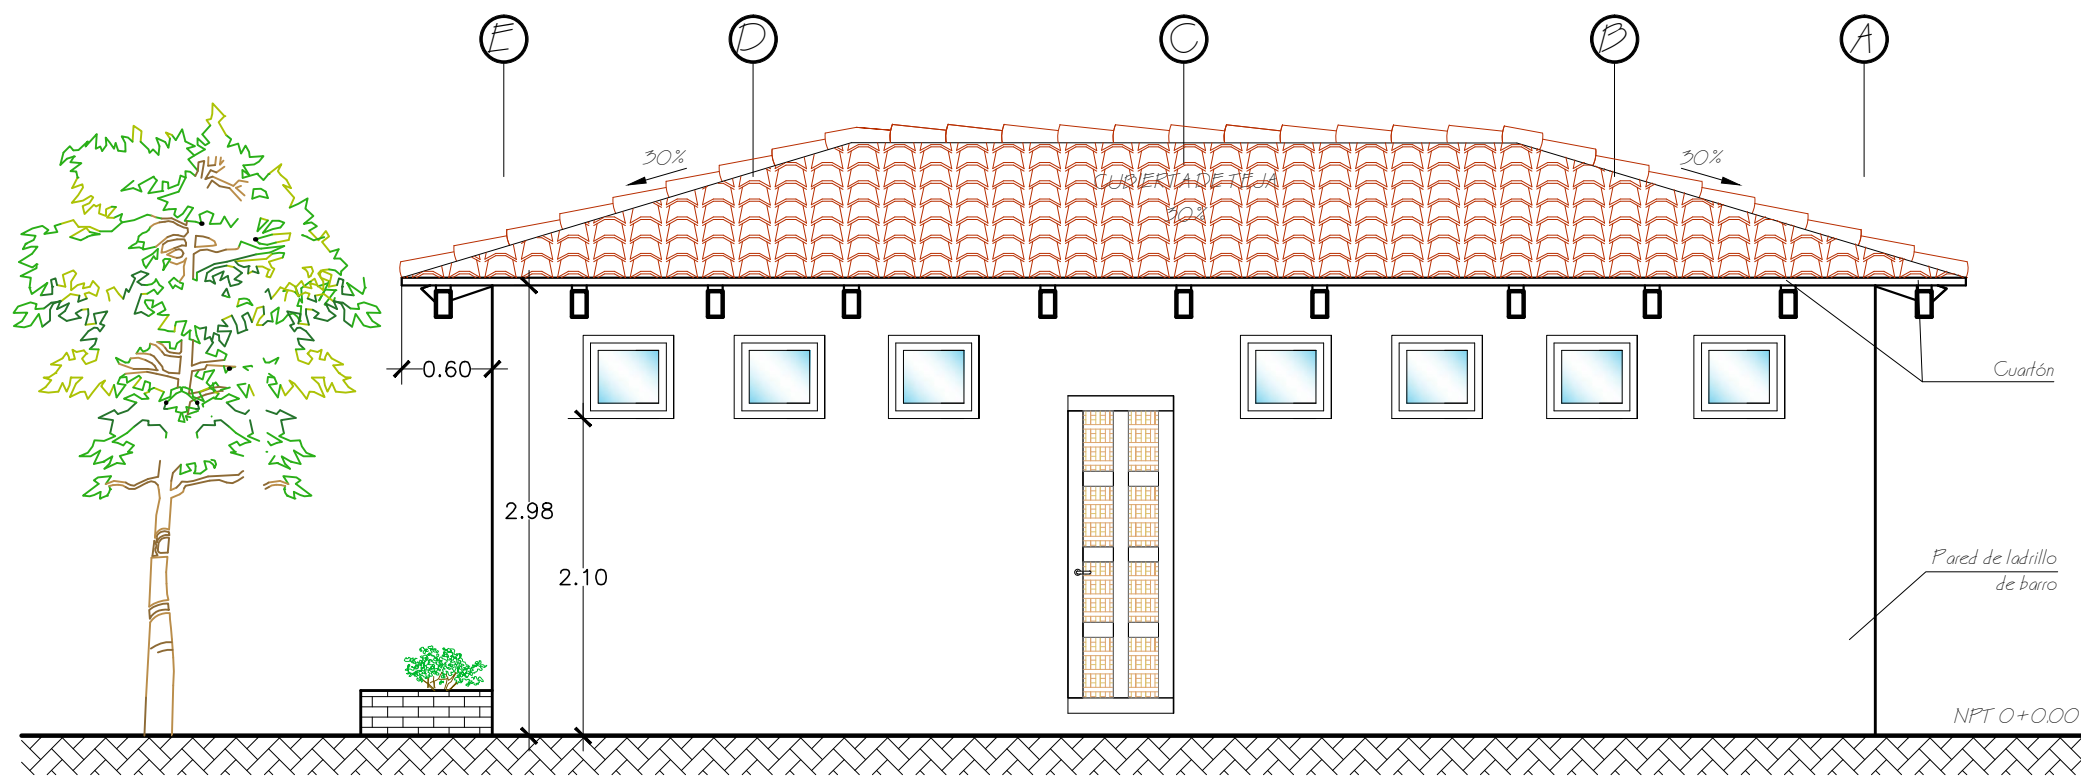 E D C B A
30%
30%
CUBIERTA DE TEJA
30%
0.60
Cuartón
2.98
2.10
Pared de ladrillo
de barro
NPT 0+0.00